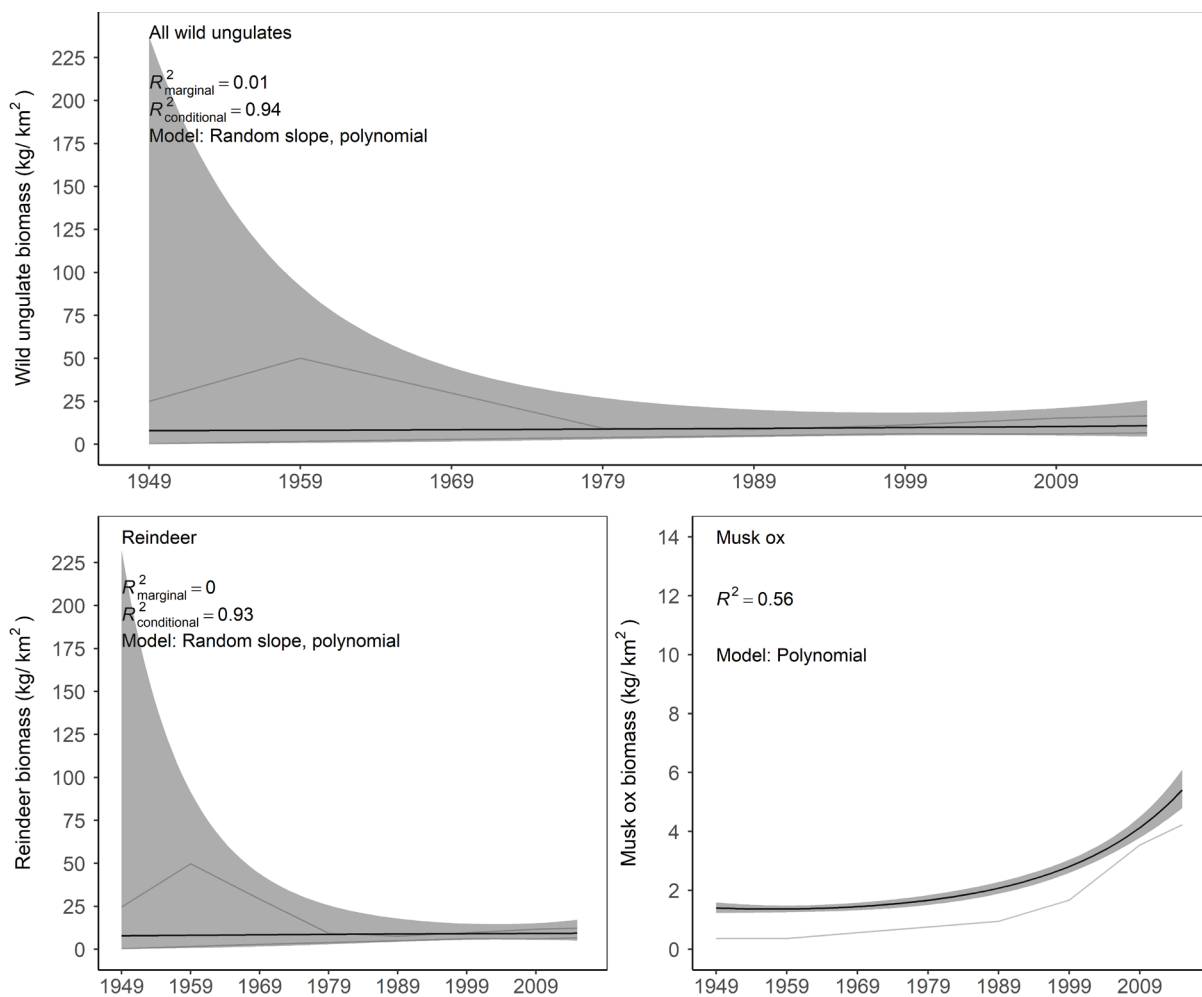 All wild ungulates
R²marginal = 0.01
R²conditional = 0.94
Model: Random slope, polynomial
Wild ungulate biomass (kg/ km²)
225
200
175
150
125
100
75
50
25
0
1949 1959 1969 1979 1989 1999 2009
Reindeer
R²marginal = 0
R²conditional = 0.93
Model: Random slope, polynomial
Reindeer biomass (kg/ km²)
225
200
175
150
125
100
75
50
25
0
1949 1959 1969 1979 1989 1999 2009
Musk ox
R² = 0.56
Model: Polynomial
Musk ox biomass (kg/ km²)
14
12
10
8
6
4
2
0
1949 1959 1969 1979 1989 1999 2009